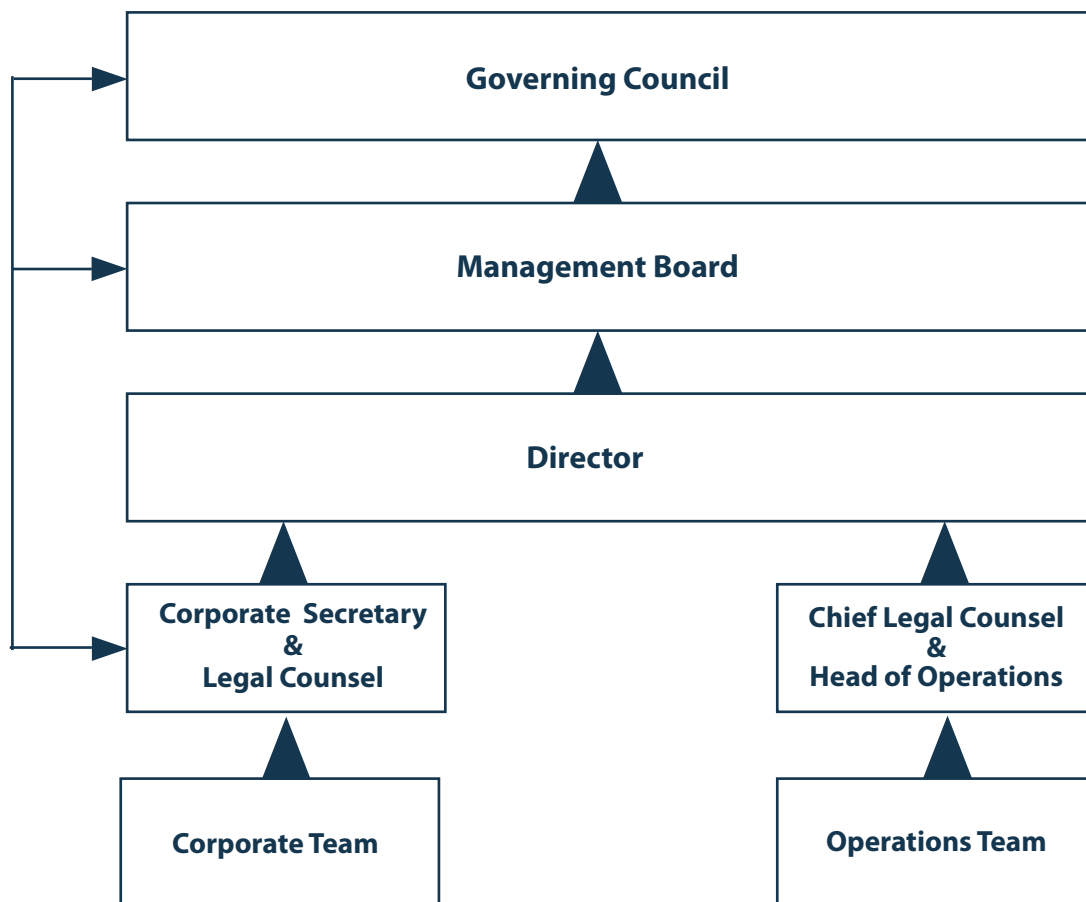 Governing Council
Management Board
Director
Corporate Secretary
&
Legal Counsel
Chief Legal Counsel
&
Head of Operations
Corporate Team
Operations Team